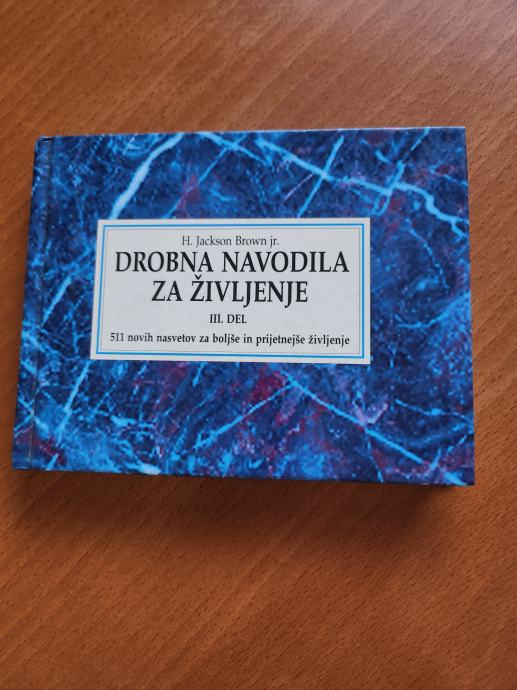 H. Jackson Brown jr.
DROBNA NAVODILA
ZA ŽIVLJENJE
III. DEL
511 novih nasvetov za boljše in prijetnejše življenje